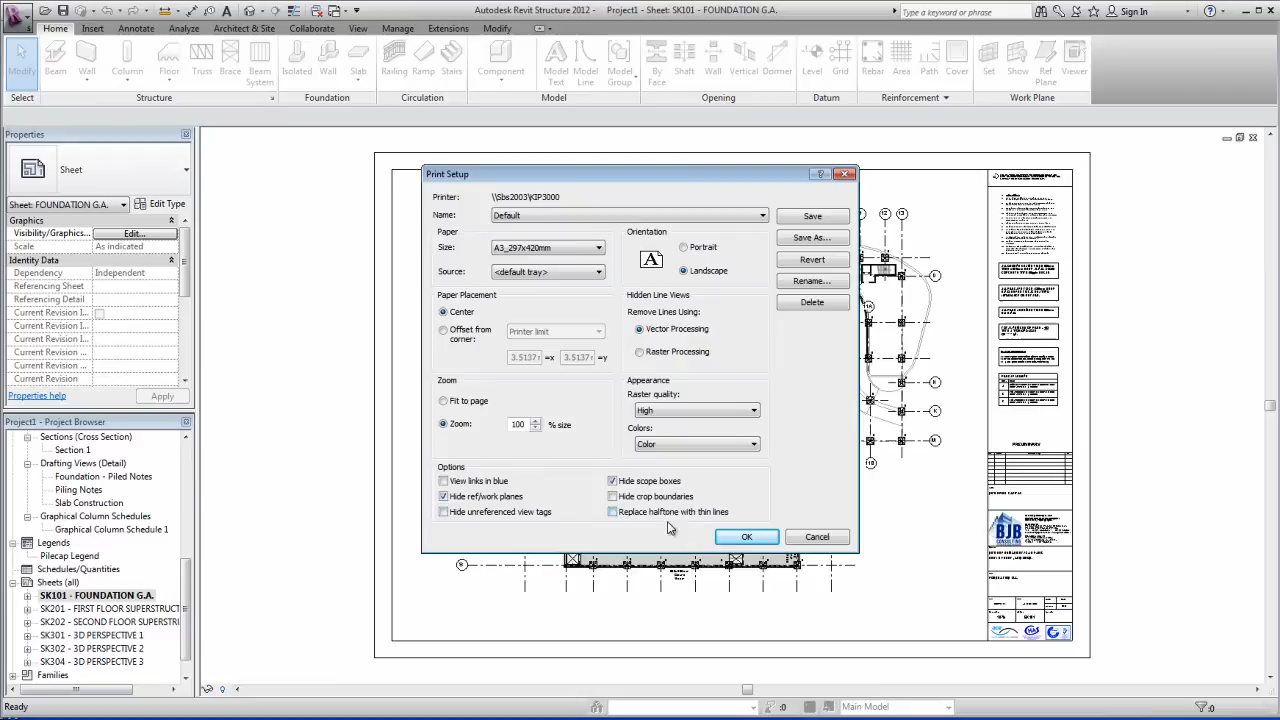 Autodesk Revit Structure 2012 - Project1 - Sheet: SK101 - FOUNDATION G.A.
Type a keyword or phrase
Sign In
Home Insert Annotate Analyze Architect & Site Collaborate View Manage Extensions Modify
Modify Beam Wall Column Floor Truss Brace Beam System Isolated Wall Slab Railing Ramp Stairs Component Model Text Model Line Model Group By Face Shaft Wall Vertical Dormer Level Grid Rebar Area Path Cover Set Show Ref Plane Viewer
Select Structure Foundation Circulation Model Opening Datum Reinforcement Work Plane
Properties
Sheet
Sheet: FOUNDATION G.A. Edit Type
Graphics
Visibility/Graphics... Edit...
Scale As indicated
Identity Data
Dependency Independent
Referencing Sheet
Referencing Detail
Current Revision I
Current Revision ...
Current Revision I
Current Revision ...
Current Revision ...
Current Revision
Properties help Apply
Project1 - Project Browser
Sections (Cross Section)
Section 1
Drafting Views (Detail)
Foundation - Piled Notes
Piling Notes
Slab Construction
Graphical Column Schedules
Graphical Column Schedule 1
Legends
Pilecap Legend
Schedules/Quantities
Sheets (all)
SK101 - FOUNDATION G.A.
SK201 - FIRST FLOOR SUPERSTRUCT
SK202 - SECOND FLOOR SUPERSTRU
SK301 - 3D PERSPECTIVE 1
SK302 - 3D PERSPECTIVE 2
SK304 - 3D PERSPECTIVE 3
Families
Print Setup
Printer: \\Sbs2003\KIP3000
Name: Default
Save
Save As...
Revert
Rename...
Delete
Paper
Size: A3_297x420mm
Source: <default tray>
Orientation
Portrait
Landscape
Paper Placement
Center
Offset from corner: Printer limit
3.5137 =x 3.5137 =y
Hidden Line Views
Remove Lines Using:
Vector Processing
Raster Processing
Zoom
Fit to page
Zoom: 100 % size
Appearance
Raster quality:
High
Colors:
Color
Options
View links in blue
Hide ref/work planes
Hide unreferenced view tags
Hide scope boxes
Hide crop boundaries
Replace halftone with thin lines
OK Cancel
PRELIMINARY
BJB
CONSULTING
SK101
Ready
:0 Main Model :0